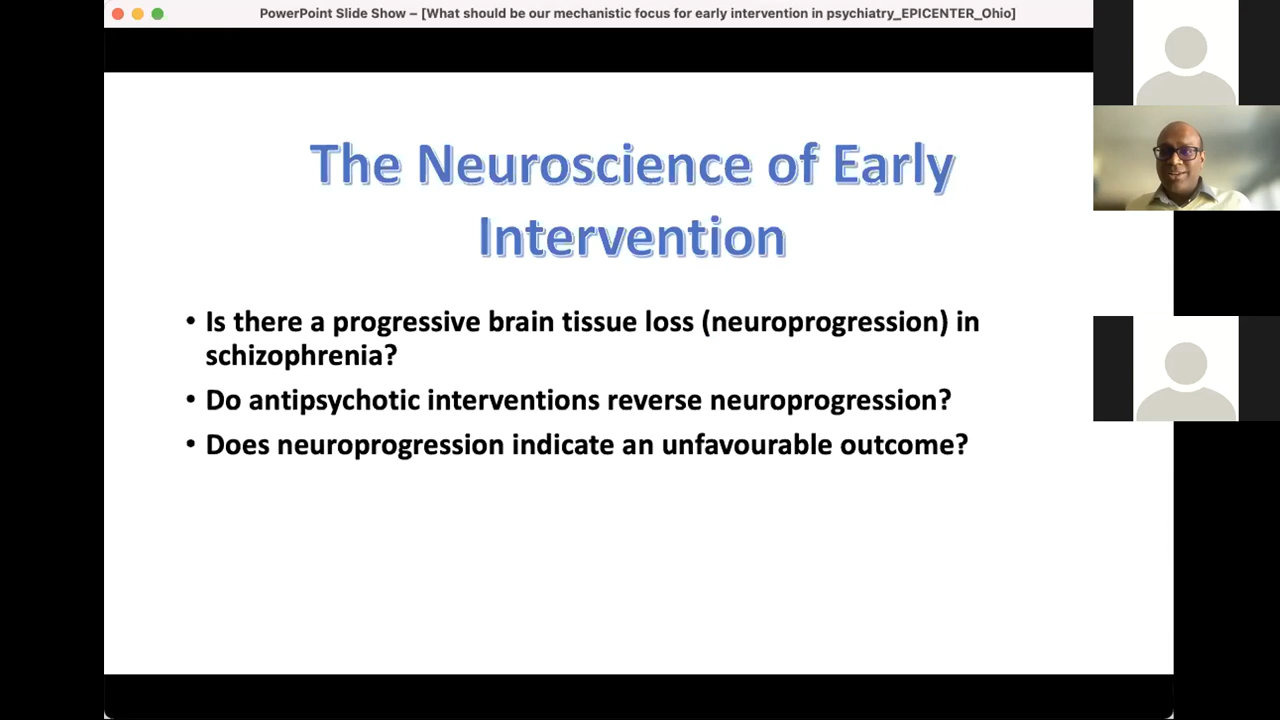 PowerPoint Slide Show – [What should be our mechanistic focus for early intervention in psychiatry_EPICENTER_Ohio]
The Neuroscience of Early
Intervention
• Is there a progressive brain tissue loss (neuroprogression) in
schizophrenia?
• Do antipsychotic interventions reverse neuroprogression?
• Does neuroprogression indicate an unfavourable outcome?